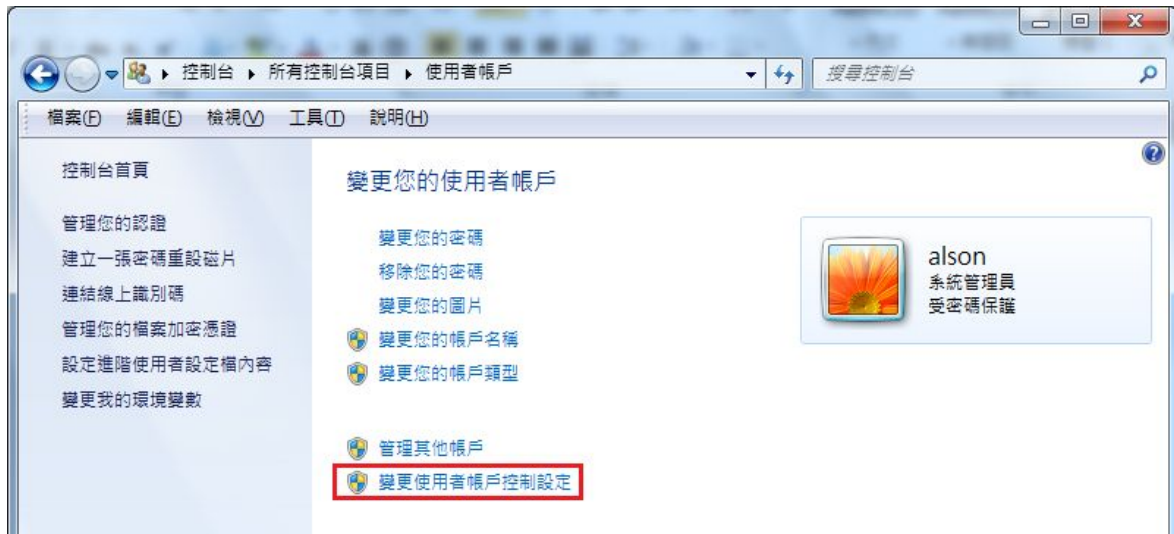 控制台 ▸ 所有控制台項目 ▸ 使用者帳戶
搜尋控制台
檔案(F) 編輯(E) 檢視(V) 工具(T) 說明(H)
控制台首頁
管理您的認證
建立一張密碼重設磁片
連結線上識別碼
管理您的檔案加密憑證
設定進階使用者設定檔內容
變更我的環境變數
變更您的使用者帳戶
變更您的密碼
移除您的密碼
變更您的圖片
變更您的帳戶名稱
變更您的帳戶類型
管理其他帳戶
變更使用者帳戶控制設定
alson
系統管理員
受密碼保護